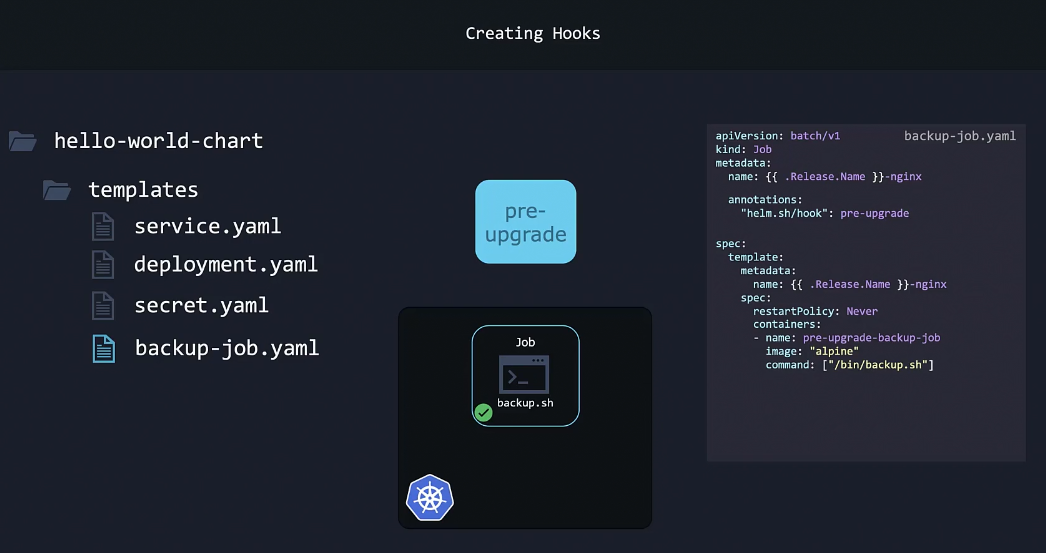 Creating Hooks
hello-world-chart
templates
service.yaml
deployment.yaml
secret.yaml
backup-job.yaml
pre-
upgrade
Job
backup.sh
backup-job.yaml
apiVersion: batch/v1
kind: Job
metadata:
  name: {{ .Release.Name }}-nginx
  annotations:
    "helm.sh/hook": pre-upgrade
spec:
  template:
    metadata:
      name: {{ .Release.Name }}-nginx
    spec:
      restartPolicy: Never
      containers:
      - name: pre-upgrade-backup-job
        image: "alpine"
        command: ["/bin/backup.sh"]